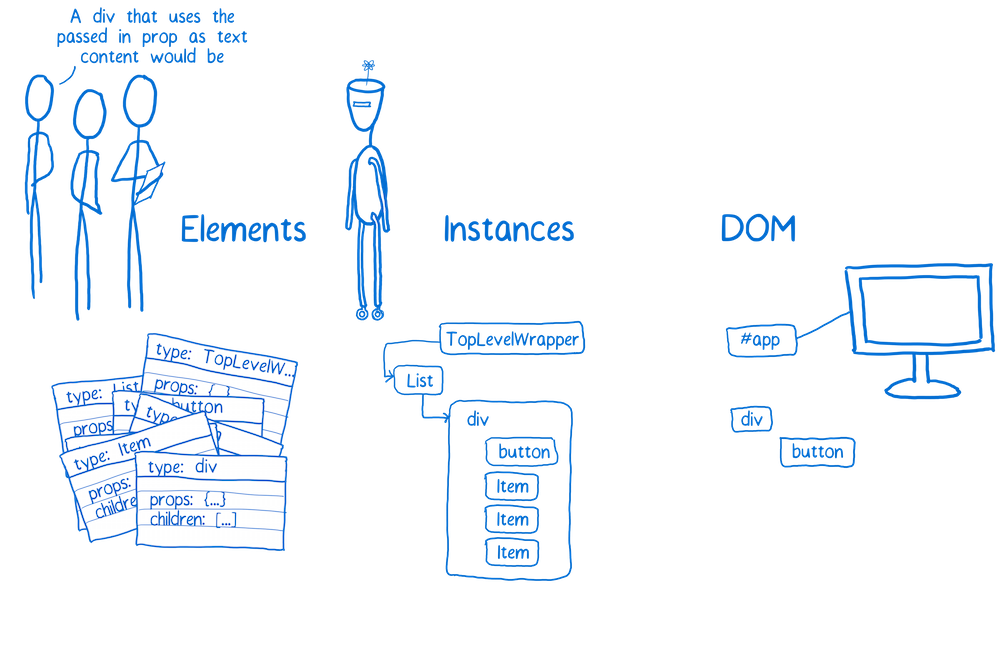 A div that uses the
passed in prop as text
content would be
Elements
Instances
DOM
type: TopLevelW...
props: { }
type: List
props
button
type
type: Item
props:
childre
type: div
props: {...}
children: [...]
TopLevelWrapper
List
div
button
Item
Item
Item
#app
div
button